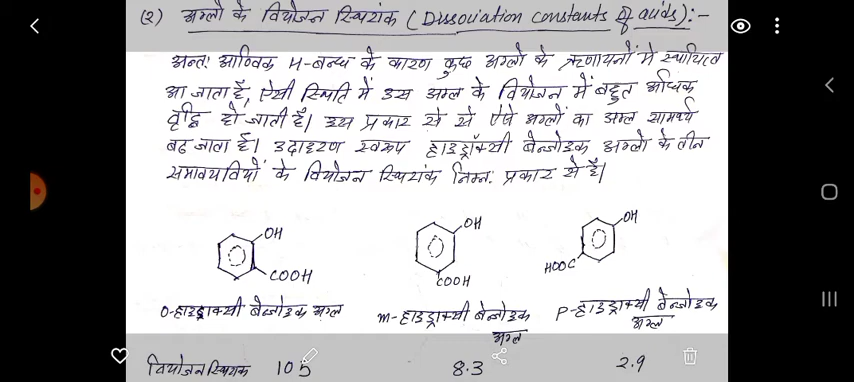 (२) अम्लों के वियोजन स्थिरांक (Dissociation constants of acids):-
अन्तः आण्विक H-बन्ध के कारण कुछ अम्लों के ऋणायनों में स्थायित्व
आ जाता है, ऐसी स्थिति में उस अम्ल के वियोजन में बहुत अधिक
वृद्धि हो जाती है। इस प्रकार से से ऐसे अम्लों का अम्ल सामर्थ्य
बढ़ जाता है। उदाहरण स्वरूप हाइड्रॉक्सी बेन्जोइक अम्लों के तीन
समावयवियों के वियोजन स्थिरांक निम्न प्रकार से है।
OH OH OH
COOH COOH HOOC
O-हाइड्राक्सी बेन्जोइक अम्ल m-हाइड्राक्सी बेन्जोइक अम्ल P-हाइड्राक्सी बेन्जोइक अम्ल
वियोजन स्थिरांक 105 8.3 2.9